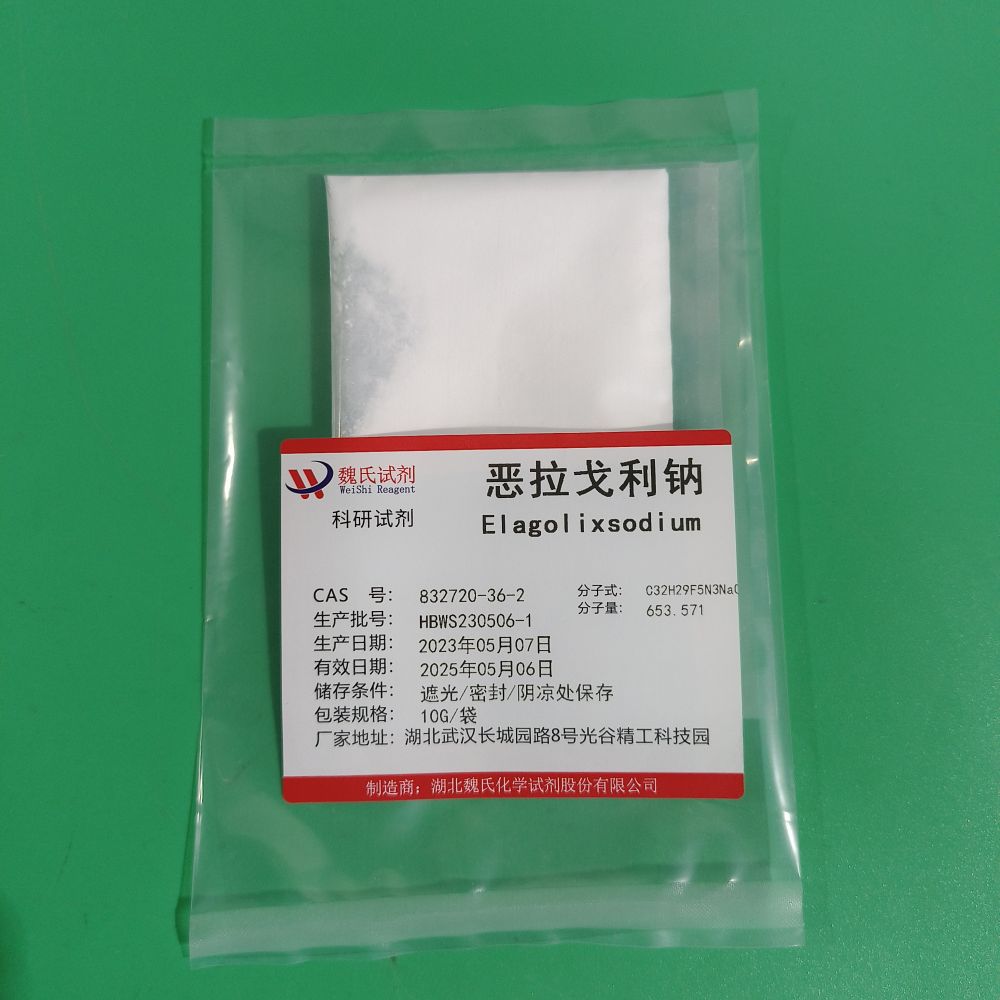 魏氏试剂
WeiShi Reagent
科研试剂
恶拉戈利钠
Elagolixsodium
CAS 号: 832720-36-2
分子式: C32H29F5N3NaO
分子量: 653.571
生产批号: HBWS230506-1
生产日期: 2023年05月07日
有效日期: 2025年05月06日
储存条件: 遮光/密封/阴凉处保存
包装规格: 10G/袋
厂家地址: 湖北武汉长城园路8号光谷精工科技园
制造商: 湖北魏氏化学试剂股份有限公司